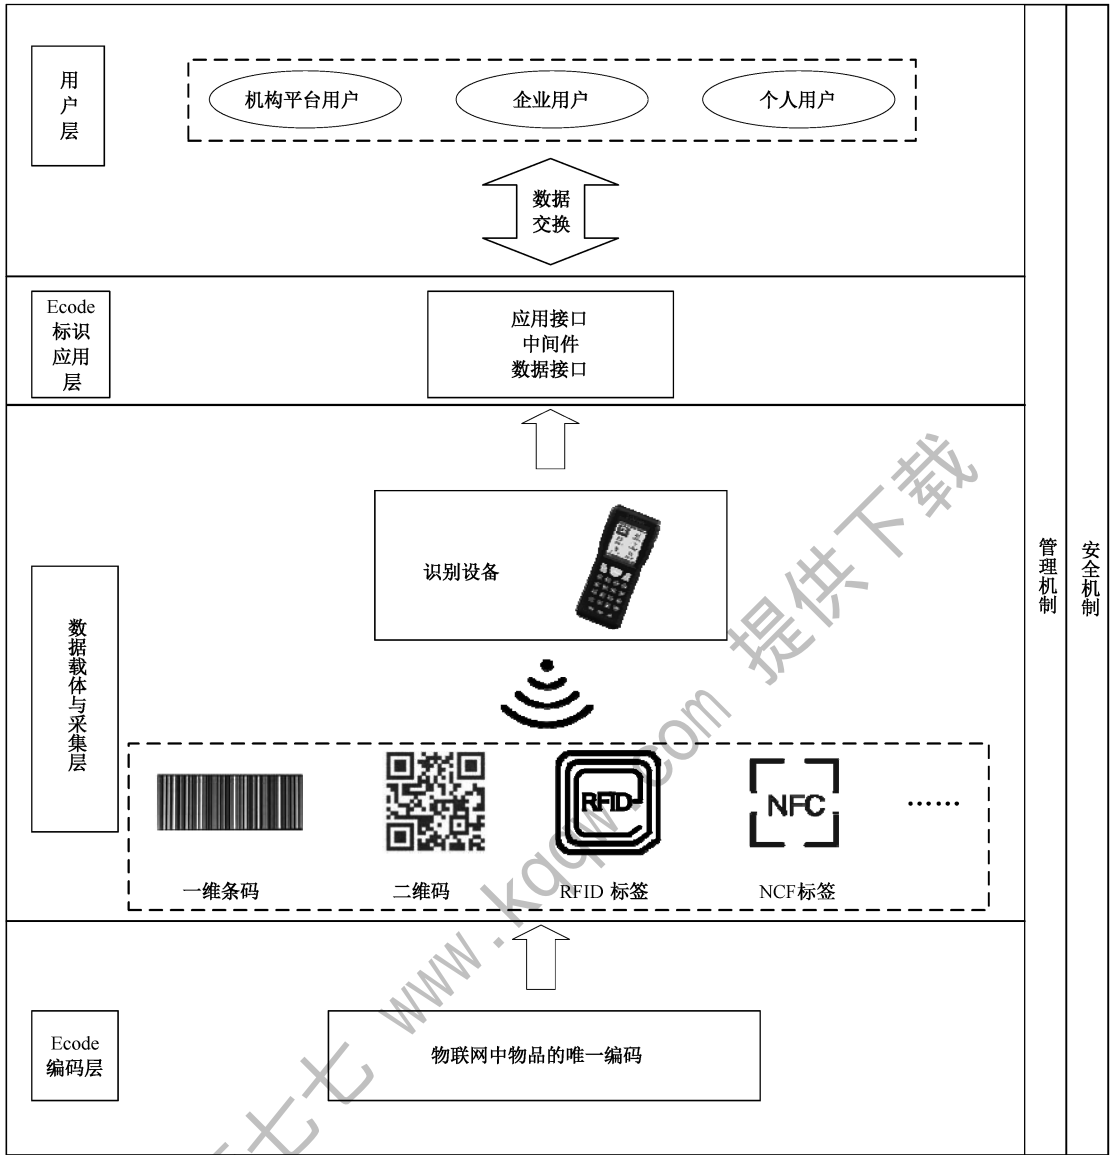 用
户
层
机构平台用户
企业用户
个人用户
数据
交换
Ecode
标识
应用
层
应用接口
中间件
数据接口
识别设备
数据载体与采集层
RFID
NFC
……
一维条码
二维码
RFID 标签
NCF标签
Ecode
编码层
物联网中物品的唯一编码
管理机制
安全机制
七七 www.kqqw.com 提供下载